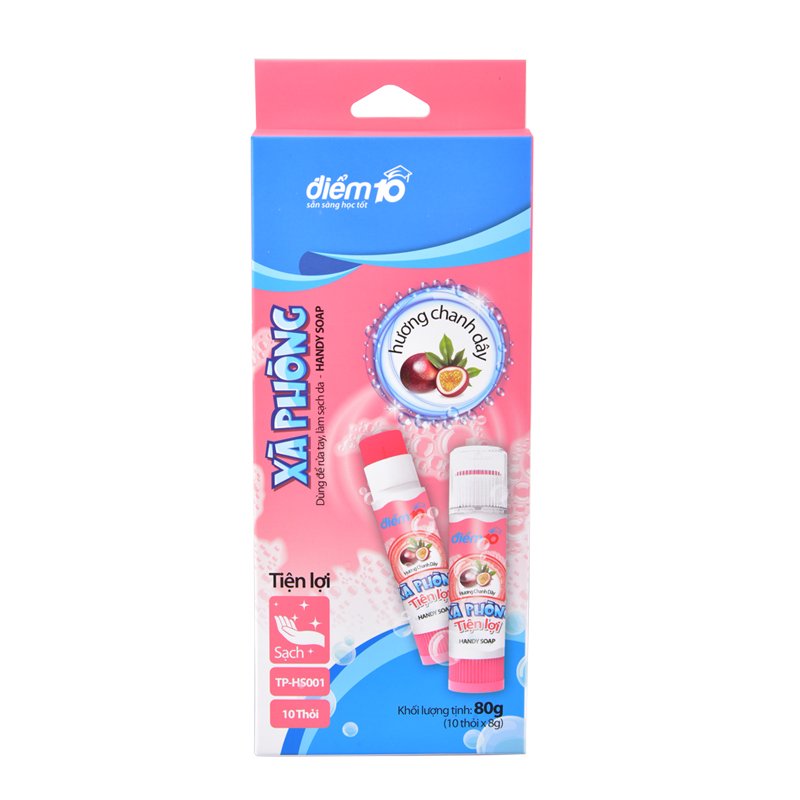 điểm10
sẵn sàng học tốt
hương chanh dây
XÀ PHÒNG
Dùng để rửa tay, làm sạch da - HANDY SOAP
điểm10
Hương Chanh Dây
XÀ PHÒNG
Tiện lợi
HANDY SOAP
điểm10
Hương Chanh Dây
XÀ PHÒNG
Tiện lợi
HANDY SOAP
Tiện lợi
Sạch
TP-HS001
10 Thỏi
Khối lượng tịnh: 80g
(10 thỏi x 8g)